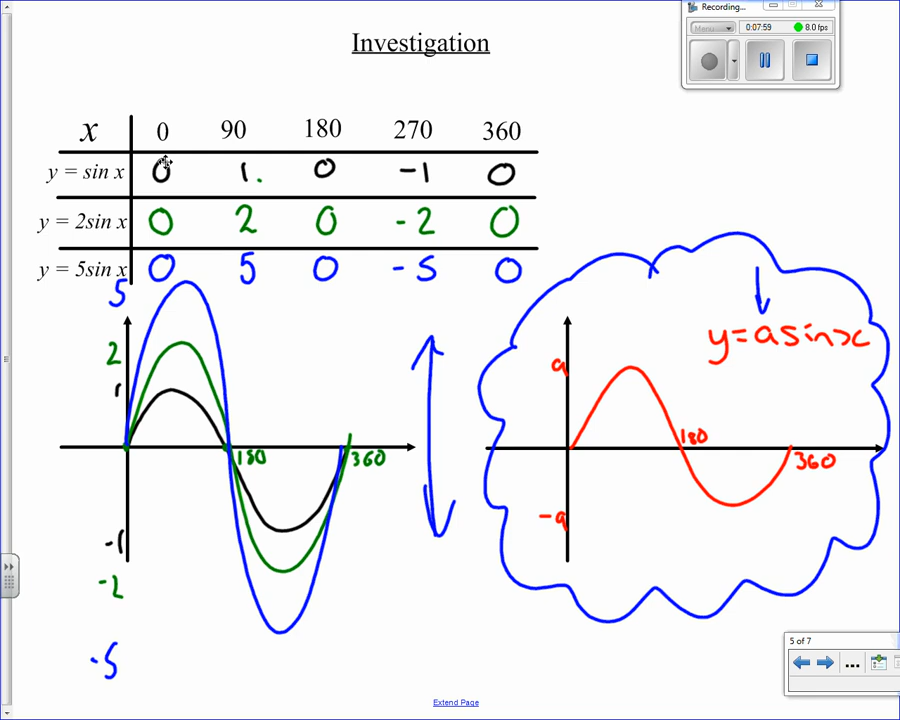 Recording...
Menu
0:07:59
8.0 fps
Investigation
x 0 90 180 270 360
y = sin x 0 1. 0 -1 0
y = 2sin x 0 2 0 -2 0
y = 5sin x 0 5 0 -5 0
5
2
1
180
360
-1
-2
-5
y=asinx
a
180
360
-a
5 of 7
...
Extend Page